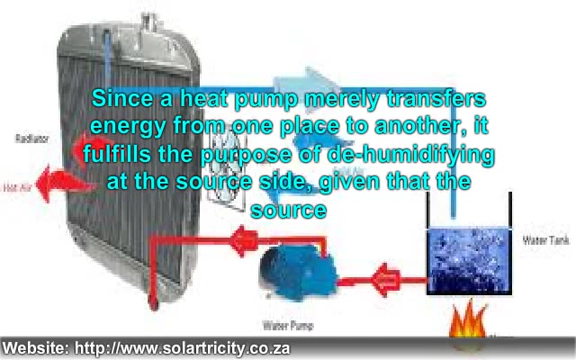 Since a heat pump merely transfers
energy from one place to another, it
fulfills the purpose of de-humidifying
at the source side, given that the
source
Radiator
Hot Air
Water Tank
Water Pump
Website: http://www.solartricity.co.za